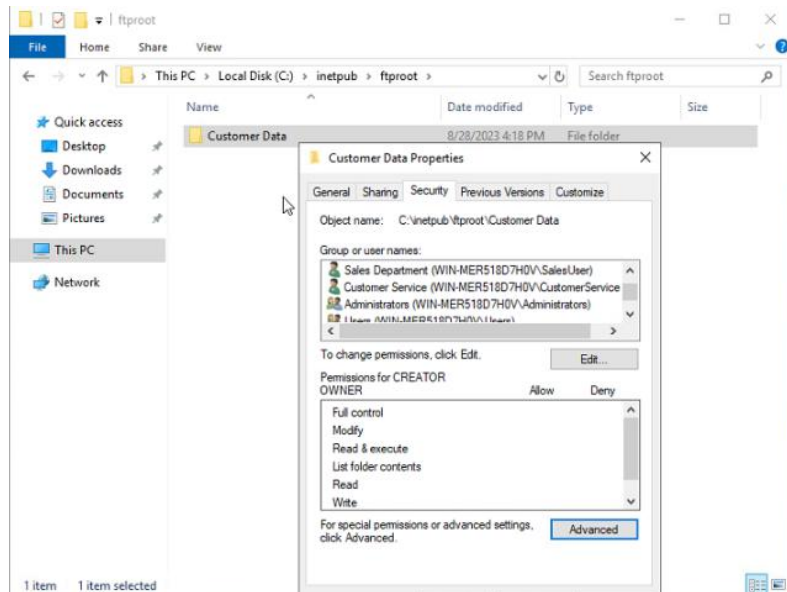 ftproot
File Home Share View
This PC > Local Disk (C:) > inetpub > ftproot >
Search ftproot
Name Date modified Type Size
Quick access
Desktop
Downloads
Documents
Pictures
This PC
Network
Customer Data 8/28/2023 4:18 PM File folder
Customer Data Properties
General Sharing Security Previous Versions Customize
Object name: C:\inetpub\ftproot\Customer Data
Group or user names:
Sales Department (WIN-MER518D7H0V\SalesUser)
Customer Service (WIN-MER518D7H0V\CustomerService
Administrators (WIN-MER518D7H0V\Administrators)
Users (WIN-MER518D7H0V\Users)
To change permissions, click Edit.
Edit...
Permissions for CREATOR
OWNER Allow Deny
Full control
Modify
Read & execute
List folder contents
Read
Write
For special permissions or advanced settings,
click Advanced.
Advanced
1 item 1 item selected